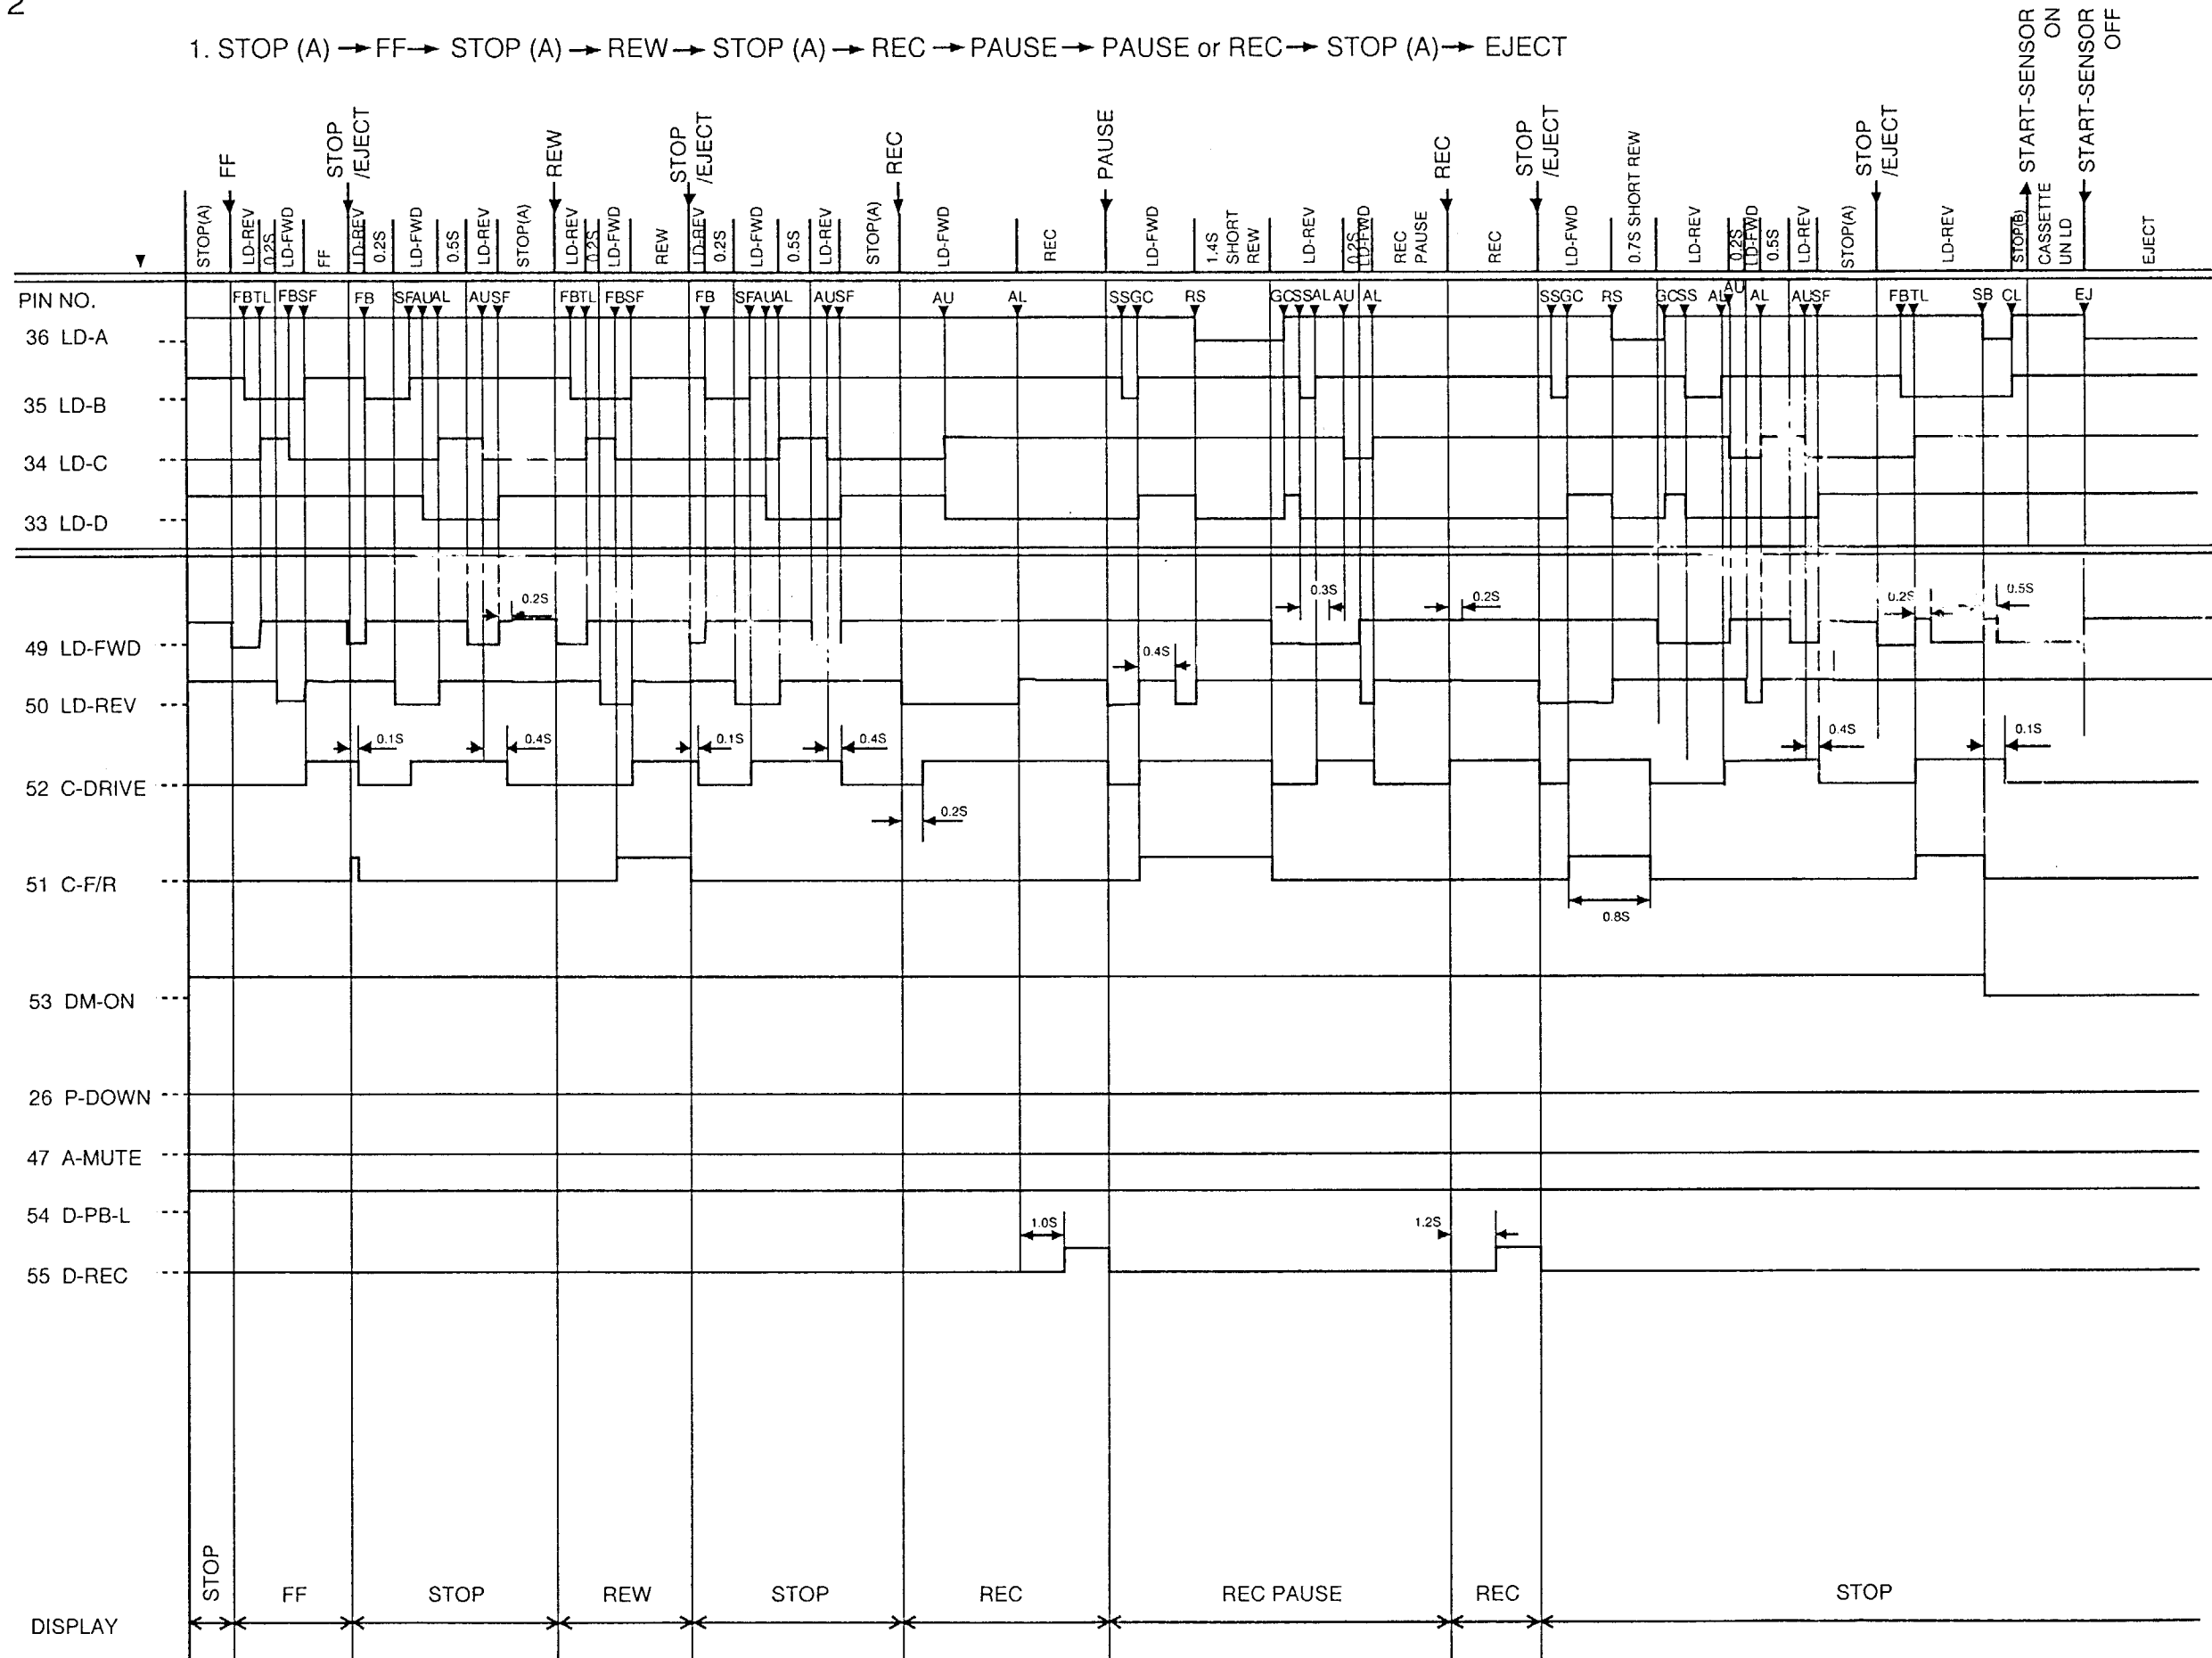 2
1. STOP (A) → FF → STOP (A) → REW → STOP (A) → REC → PAUSE → PAUSE or REC → STOP (A) → EJECT
FF
STOP
/EJECT
REW
STOP
/EJECT
REC
PAUSE
REC
STOP
/EJECT
STOP
/EJECT
START-SENSOR
ON
START-SENSOR
OFF
STOP(A)
LD-REV
0.2S
LD-FWD
FF
LD-REV
0.2S
LD-FWD
0.5S
LD-REV
STOP(A)
LD-REV
0.2S
LD-FWD
REW
LD-REV
0.2S
LD-FWD
0.5S
LD-REV
STOP(A)
LD-FWD
REC
LD-FWD
1.4S
SHORT
REW
LD-REV
0.2S
LD-FWD
REC
PAUSE
REC
LD-FWD
0.7S SHORT REW
LD-REV
0.2S
LD-FWD
0.5S
LD-REV
STOP(A)
LD-REV
STOP(B)
CASSETTE
UN LD
EJECT
PIN NO.
FB TL FB SF FB SF AU AL AU SF FB TL FB SF FB SF AU AL AU SF AU AL SS GC RS GC SS AL AU AL SS GC RS GC SS AL AU AL AU SF FB TL SB CL EJ
36 LD-A
35 LD-B
34 LD-C
33 LD-D
0.2S 0.3S 0.2S 0.2S 0.5S
49 LD-FWD
0.4S
50 LD-REV
0.1S 0.4S 0.1S 0.4S 0.4S 0.1S
52 C-DRIVE
0.2S
51 C-F/R
0.8S
53 DM-ON
26 P-DOWN
47 A-MUTE
54 D-PB-L
1.0S 1.2S
55 D-REC
STOP FF STOP REW STOP REC REC PAUSE REC STOP
DISPLAY